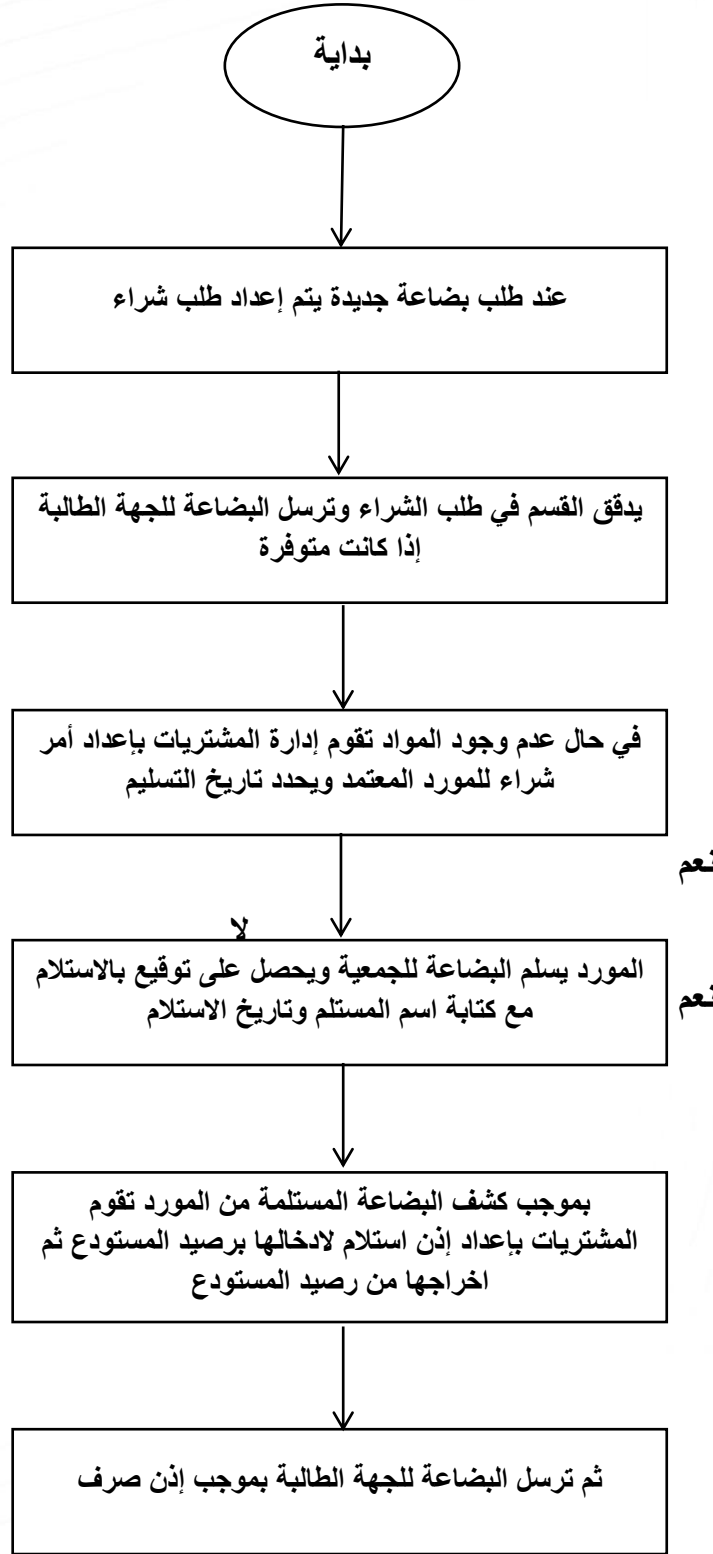 بداية
عند طلب بضاعة جديدة يتم إعداد طلب شراء
يدقق القسم في طلب الشراء وترسل البضاعة للجهة الطالبة
إذا كانت متوفرة
في حال عدم وجود المواد تقوم إدارة المشتريات بإعداد أمر
شراء للمورد المعتمد ويحدد تاريخ التسليم
نعم
لا
المورد يسلم البضاعة للجمعية ويحصل على توقيع بالاستلام
مع كتابة اسم المستلم وتاريخ الاستلام
نعم
بموجب كشف البضاعة المستلمة من المورد تقوم
المشتريات بإعداد إذن استلام لادخالها برصيد المستودع ثم
اخراجها من رصيد المستودع
ثم ترسل البضاعة للجهة الطالبة بموجب إذن صرف